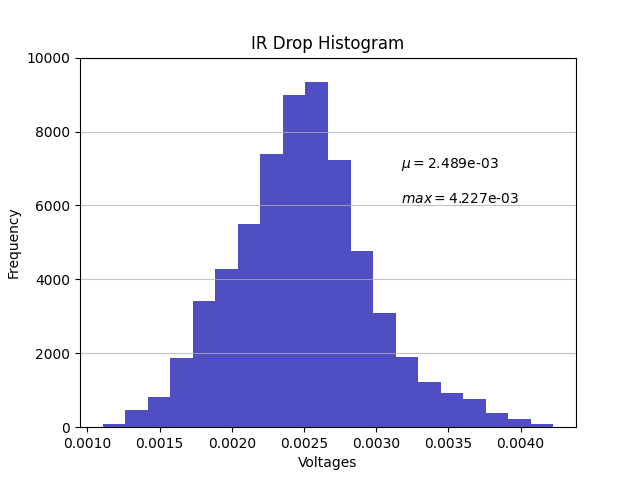 IR Drop Histogram
10000
8000
6000
4000
2000
0
Frequency
μ = 2.489e-03
max = 4.227e-03
0.0010 0.0015 0.0020 0.0025 0.0030 0.0035 0.0040
Voltages